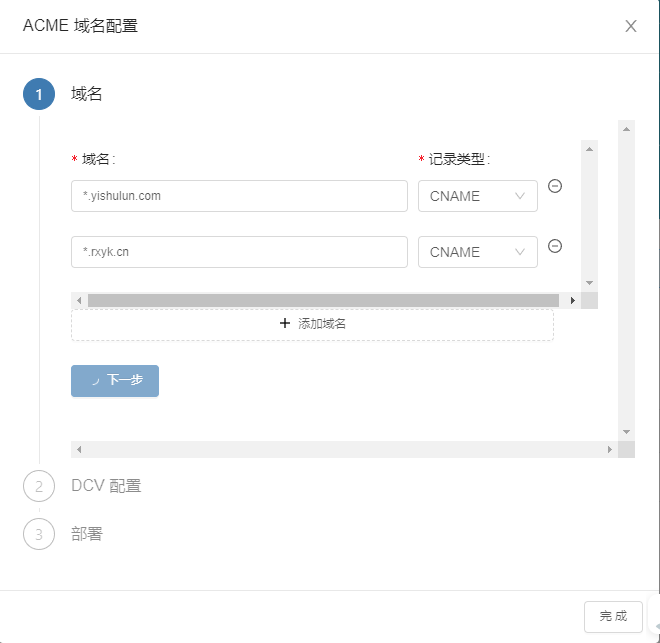 ACME 域名配置
1 域名
* 域名:
* 记录类型:
*.yishulun.com
CNAME
*.rxyk.cn
CNAME
+ 添加域名
下一步
2 DCV 配置
3 部署
完 成